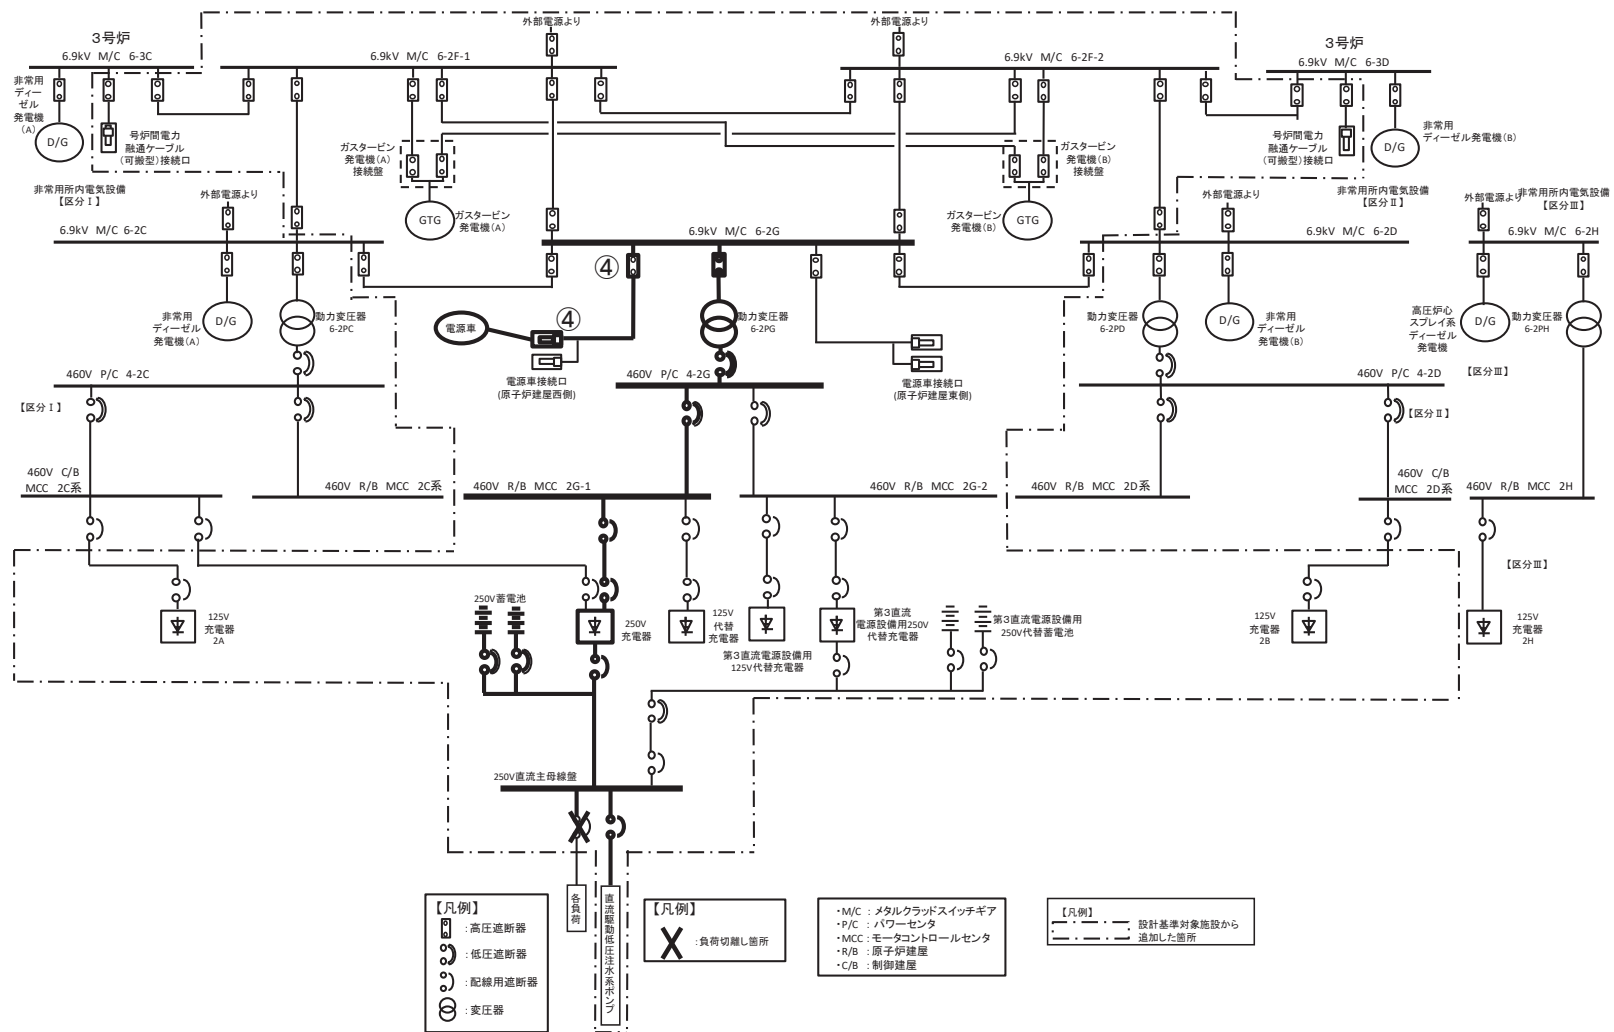 外部電源より
外部電源より
3号炉
6.9kV M/C 6-3C
6.9kV M/C 6-2F-1
6.9kV M/C 6-2F-2
3号炉
6.9kV M/C 6-3D
非常用
ディーゼル
発電機
(A)
D/G
号炉間電力
融通ケーブル
(可搬型)接続口
ガスタービン
発電機(A)
接続盤
ガスタービン
発電機(B)
接続盤
号炉間電力
融通ケーブル
(可搬型)接続口
D/G
非常用
ディーゼル発電機(B)
非常用所内電気設備
【区分Ⅰ】
外部電源より
GTG
ガスタービン
発電機(A)
ガスタービン
発電機(B)
GTG
外部電源より
非常用所内電気設備
【区分Ⅱ】
外部電源より
非常用所内電気設備
【区分Ⅲ】
6.9kV M/C 6-2C
6.9kV M/C 6-2G
6.9kV M/C 6-2D
6.9kV M/C 6-2H
④
非常用
ディーゼル
発電機(A)
D/G
動力変圧器
6-2PC
電源車
④
動力変圧器
6-2PG
動力変圧器
6-2PD
D/G
非常用
ディーゼル
発電機(B)
高圧炉心
スプレイ系
ディーゼル
発電機
D/G
動力変圧器
6-2PH
電源車接続口
(原子炉建屋西側)
電源車接続口
(原子炉建屋東側)
460V P/C 4-2C
460V P/C 4-2G
460V P/C 4-2D
【区分Ⅲ】
【区分Ⅰ】
【区分Ⅱ】
460V C/B
MCC 2C系
460V R/B MCC 2C系
460V R/B MCC 2G-1
460V R/B MCC 2G-2
460V R/B MCC 2D系
460V C/B
MCC 2D系
460V R/B MCC 2H
【区分Ⅲ】
125V
充電器
2A
250V蓄電池
250V
充電器
125V
代替
充電器
第3直流電源設備用
125V代替充電器
第3直流
電源設備用250V
代替充電器
第3直流電源設備用
250V代替蓄電池
125V
充電器
2B
125V
充電器
2H
250V直流主母線盤
各負荷
直流駆動低圧注水系ポンプ
【凡例】
:高圧遮断器
:低圧遮断器
:配線用遮断器
:変圧器
【凡例】
:負荷切離し箇所
・M/C :メタルクラッドスイッチギア
・P/C :パワーセンタ
・MCC :モータコントロールセンタ
・R/B :原子炉建屋
・C/B :制御建屋
【凡例】
設計基準対象施設から
追加した箇所